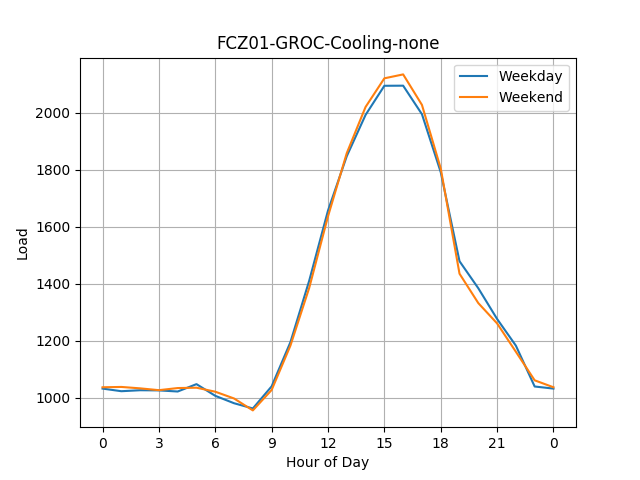 FCZ01-GROC-Cooling-none
Weekday
Weekend
Load
2000
1800
1600
1400
1200
1000
0 3 6 9 12 15 18 21 0
Hour of Day